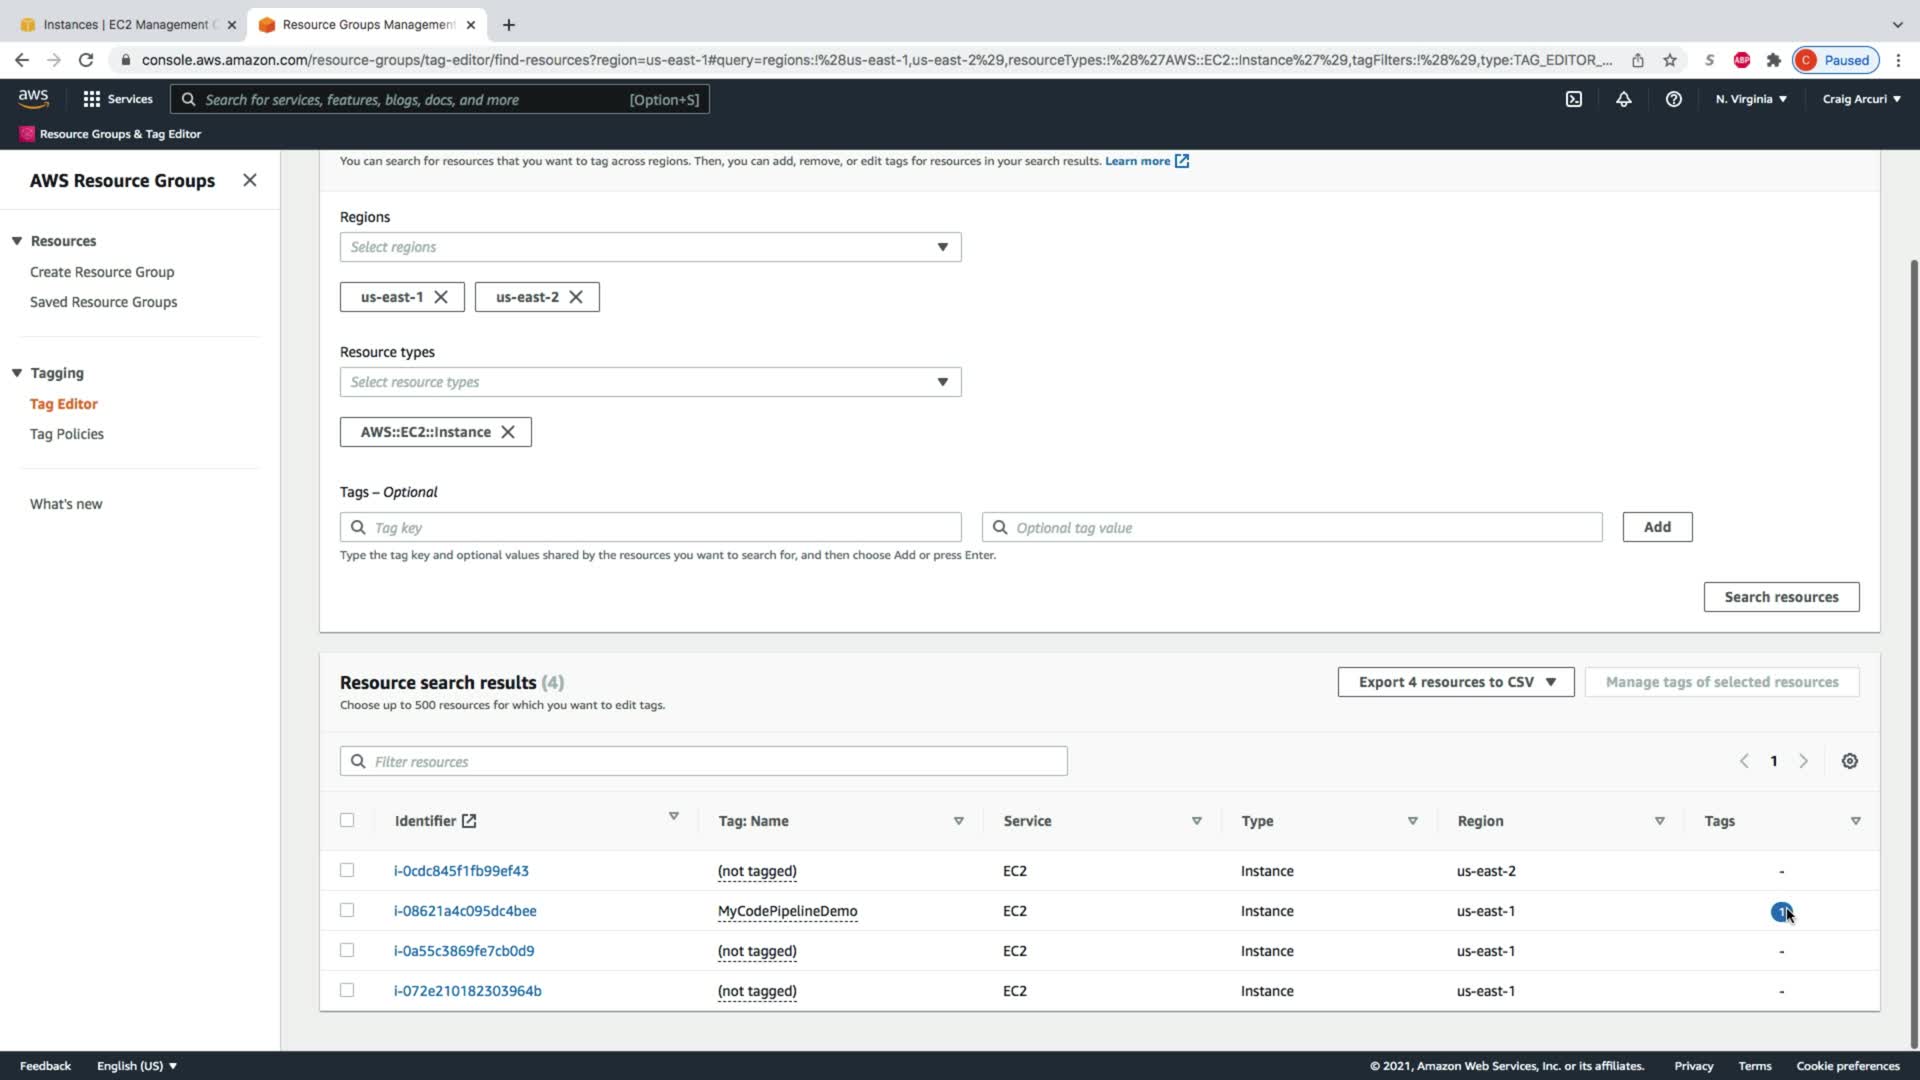 Instances | EC2 Management C
Resource Groups Management
console.aws.amazon.com/resource-groups/tag-editor/find-resources?region=us-east-1#query=regions:!%28us-east-1,us-east-2%29,resourceTypes:!%28%27AWS::EC2::Instance%27%29,tagFilters:!%28%29,type:TAG_EDITOR_...
S
ABP
C
Paused
aws
Services
Search for services, features, blogs, docs, and more
[Option+S]
N. Virginia
Craig Arcuri
Resource Groups & Tag Editor
AWS Resource Groups
Resources
Create Resource Group
Saved Resource Groups
Tagging
Tag Editor
Tag Policies
What's new
You can search for resources that you want to tag across regions. Then, you can add, remove, or edit tags for resources in your search results. Learn more
Regions
Select regions
us-east-1 us-east-2
Resource types
Select resource types
AWS::EC2::Instance
Tags – Optional
Tag key
Optional tag value
Add
Type the tag key and optional values shared by the resources you want to search for, and then choose Add or press Enter.
Search resources
Resource search results (4)
Export 4 resources to CSV
Manage tags of selected resources
Choose up to 500 resources for which you want to edit tags.
Filter resources
1
Identifier Tag: Name Service Type Region Tags
i-0cdc845f1fb99ef43 (not tagged) EC2 Instance us-east-2 -
i-08621a4c095dc4bee MyCodePipelineDemo EC2 Instance us-east-1 1
i-0a55c3869fe7cb0d9 (not tagged) EC2 Instance us-east-1 -
i-072e210182303964b (not tagged) EC2 Instance us-east-1 -
Feedback English (US)
© 2021, Amazon Web Services, Inc. or its affiliates. Privacy Terms Cookie preferences